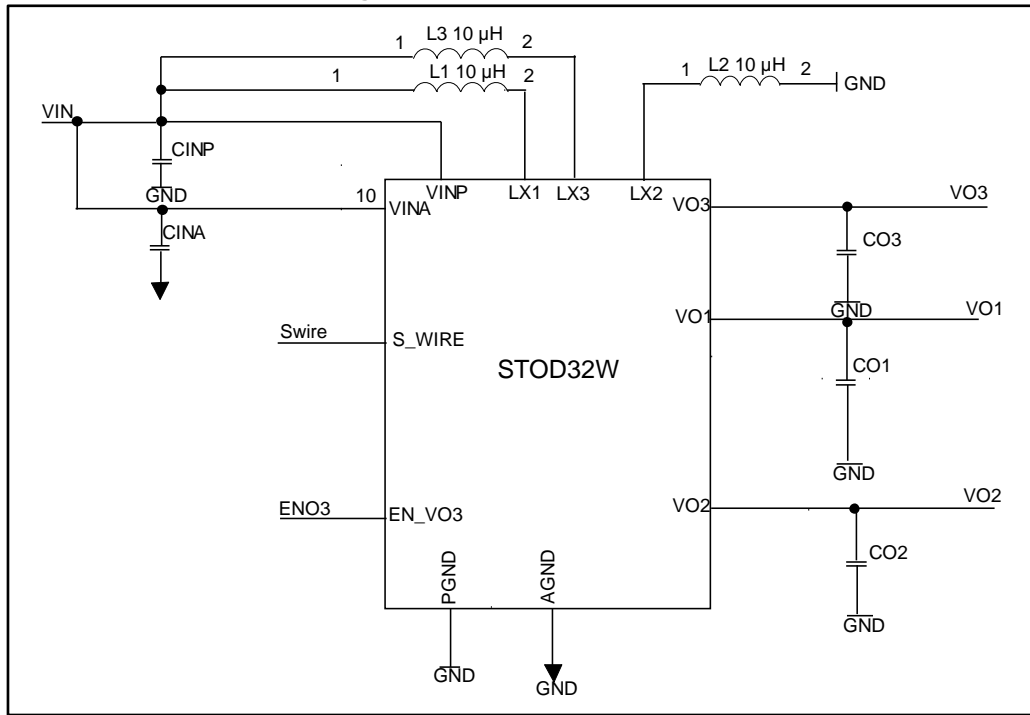 L3 10 µH
1
2
L1 10 µH
1
2
L2 10 µH
1
2
GND
VIN
CINP
GND
10
VINP
LX1
LX3
LX2
VINA
VO3
VO3
CINA
CO3
GND
VO1
VO1
Swire
S_WIRE
STOD32W
CO1
GND
ENO3
EN_VO3
VO2
VO2
CO2
PGND
AGND
GND
GND
GND